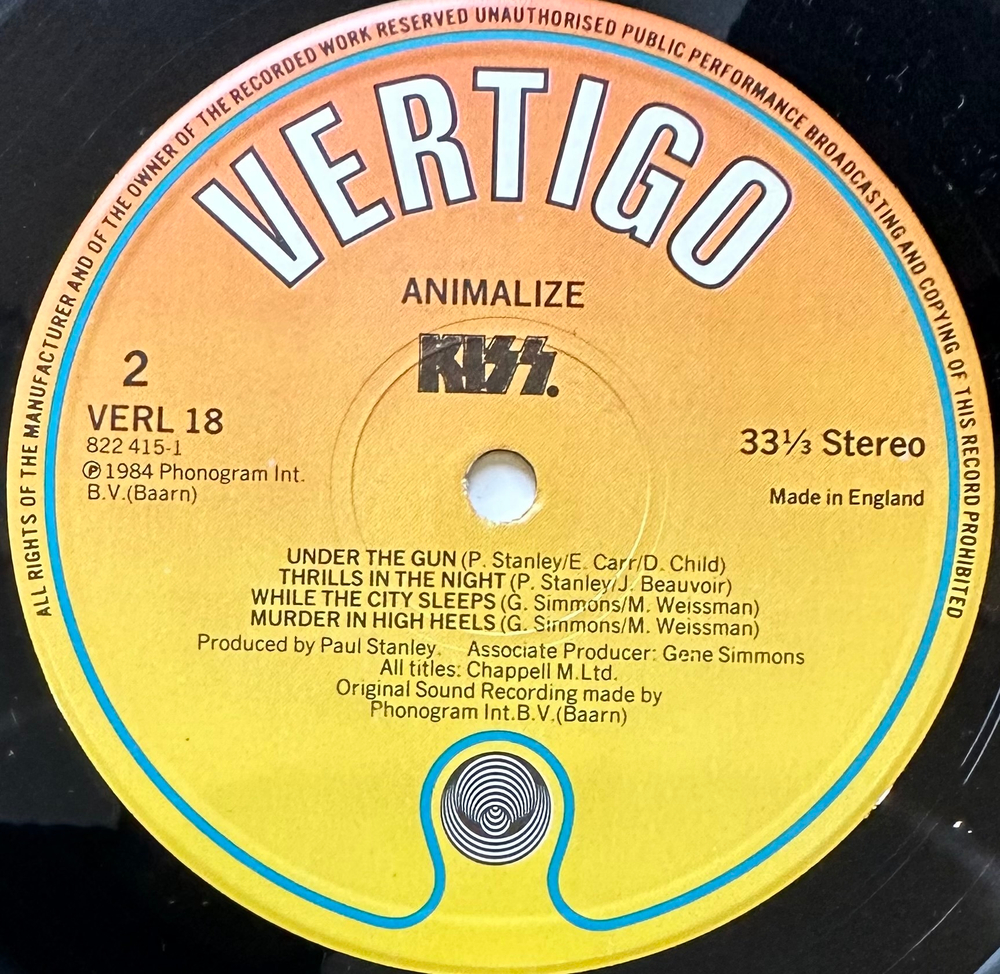 ALL RIGHTS OF THE MANUFACTURER AND OF THE OWNER OF THE RECORDED WORK RESERVED UNAUTHORISED PUBLIC PERFORMANCE BROADCASTING AND COPYING OF THIS RECORD PROHIBITED
VERTIGO
ANIMALIZE
KISS.
2
VERL 18
822 415-1
℗ 1984 Phonogram Int.
B.V.(Baarn)
33⅓ Stereo
Made in England
UNDER THE GUN (P. Stanley/E. Carr/D. Child)
THRILLS IN THE NIGHT (P. Stanley/J. Beauvoir)
WHILE THE CITY SLEEPS (G. Simmons/M. Weissman)
MURDER IN HIGH HEELS (G. Simmons/M. Weissman)
Produced by Paul Stanley. Associate Producer: Gene Simmons
All titles: Chappell M.Ltd.
Original Sound Recording made by
Phonogram Int.B.V.(Baarn)